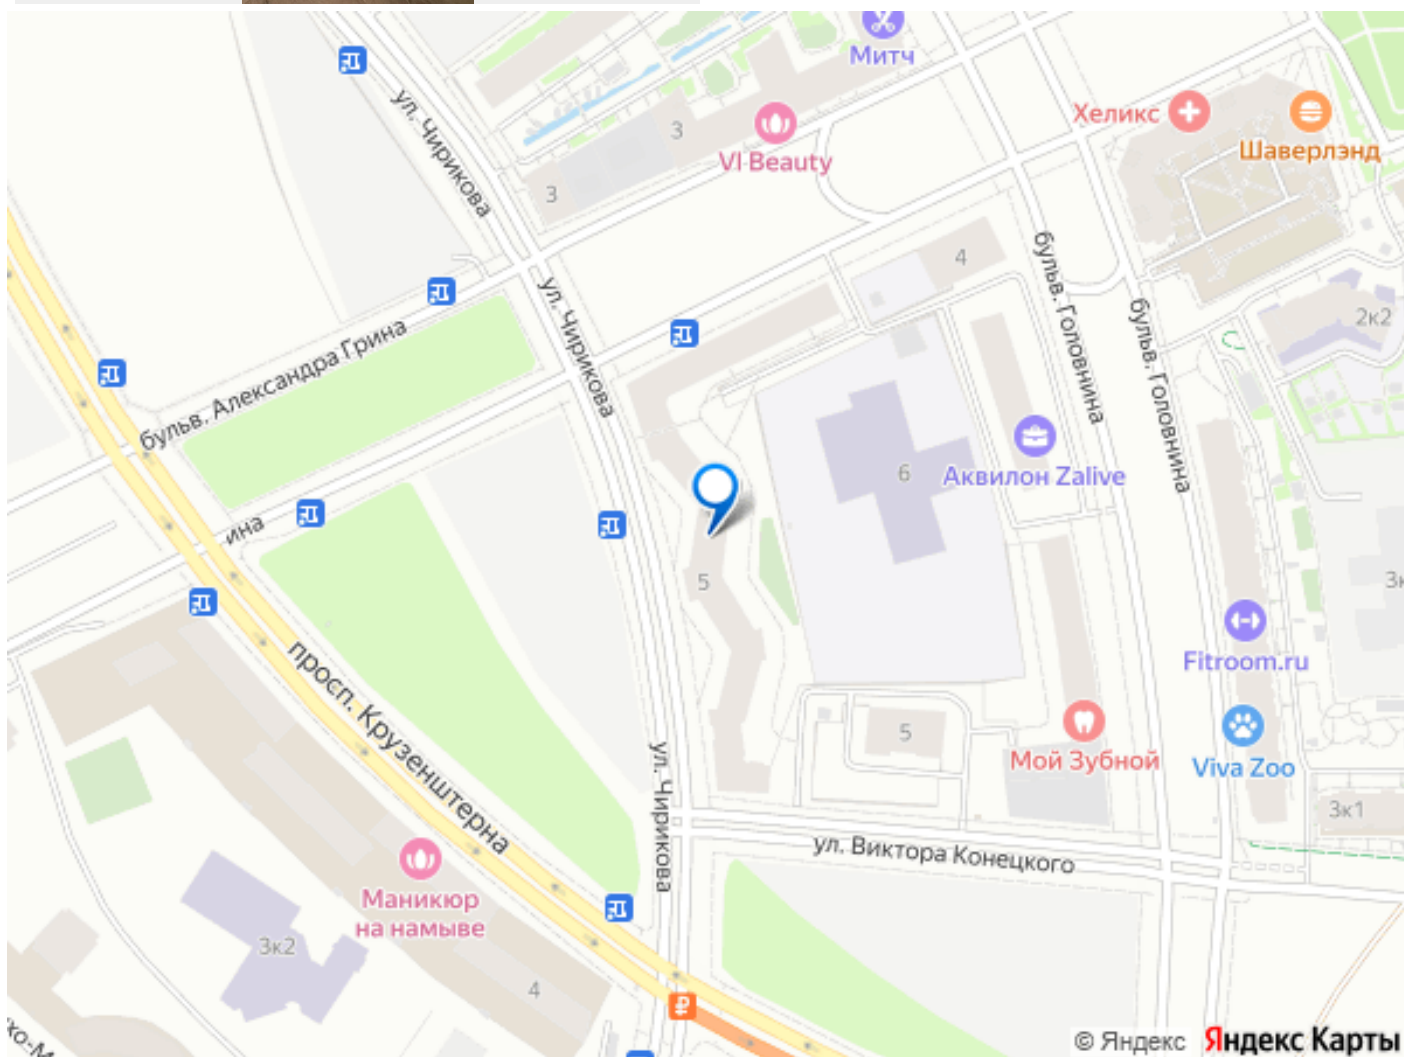 Митч
Хеликс
Шаверлэнд
ул. Чирикова
3
VI Beauty
3
4
бульв. Головнина
ул. Чирикова
бульв. Головнина
2к2
бульв. Александра Грина
6
Аквилон Zalive
ина
5
3к
Fitroom.ru
просп. Крузенштерна
5
Мой Зубной
Viva Zoo
ул. Чирикова
3к1
ул. Виктора Конецкого
Маникюр
на намыве
3к2
4
₽
© Яндекс Яндекс Карты